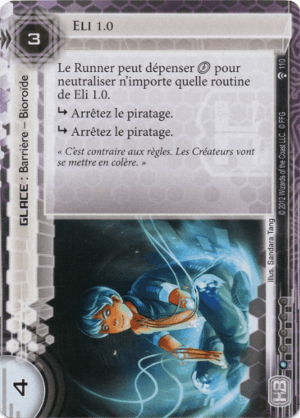 ELI 1.0
3
Le Runner peut dépenser pour
neutraliser n'importe quelle routine
de Eli 1.0.
↳ Arrêtez le piratage.
↳ Arrêtez le piratage.
« C'est contraire aux règles. Les Créateurs vont
se mettre en colère. »
GLACE : Barrière – Bioroïde
110
© 2012 Wizards of the Coast LLC. © FFG
Illus. Sandara Tang
4
HB